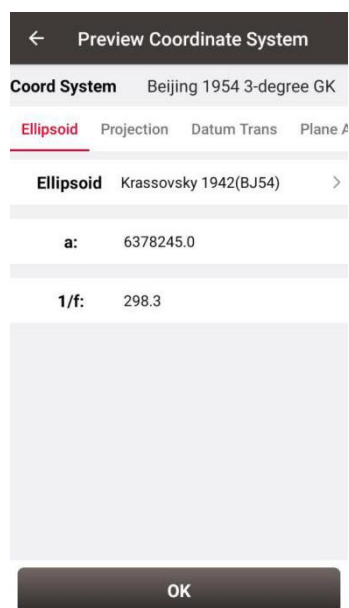 Preview Coordinate System
Coord System Beijing 1954 3-degree GK
Ellipsoid Projection Datum Trans Plane A
Ellipsoid Krassovsky 1942(BJ54)
a: 6378245.0
1/f: 298.3
OK